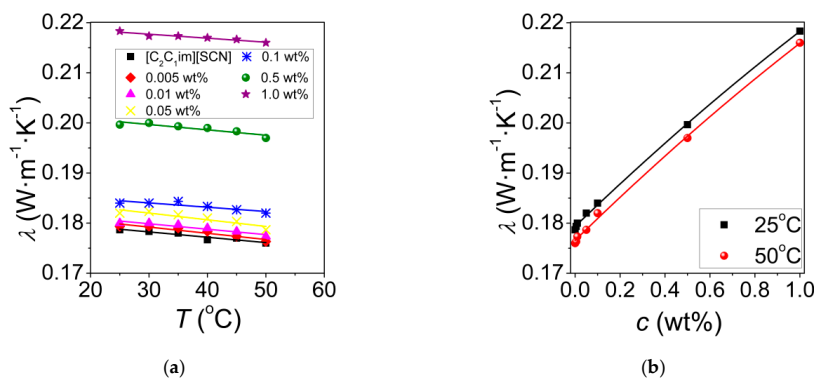 0.22
0.21
0.20
0.19
0.18
0.17
λ (W·m⁻¹·K⁻¹)
[C₂C₁im][SCN]
0.005 wt%
0.01 wt%
0.05 wt%
0.1 wt%
0.5 wt%
1.0 wt%
20 30 40 50 60
T (°C)
(a)
0.22
0.21
0.20
0.19
0.18
0.17
λ (W·m⁻¹·K⁻¹)
25°C
50°C
0.0 0.2 0.4 0.6 0.8 1.0
c (wt%)
(b)